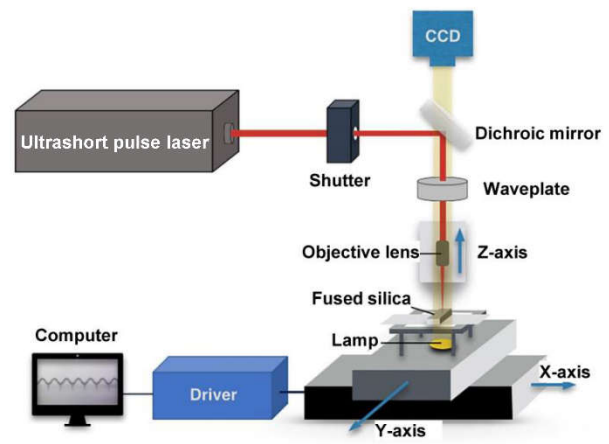 CCD
Ultrashort pulse laser
Dichroic mirror
Shutter
Waveplate
Objective lens
Z-axis
Fused silica
Computer
Lamp
X-axis
Driver
Y-axis